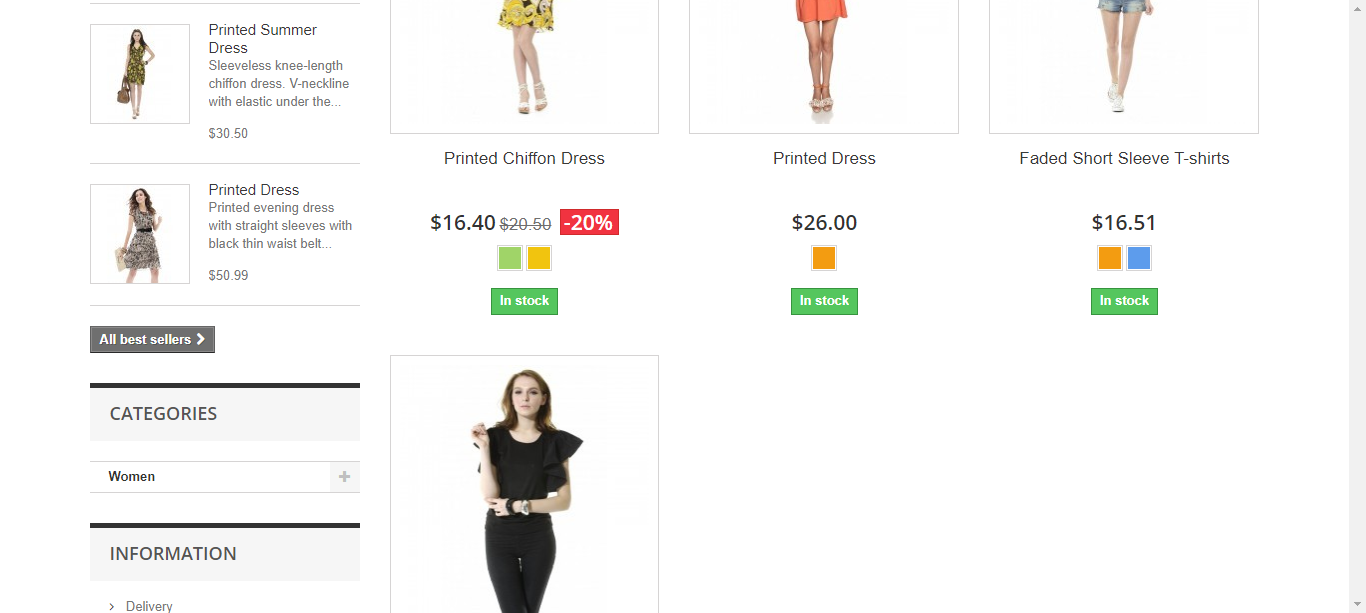 Printed Summer
Dress
Sleeveless knee-length
chiffon dress. V-neckline
with elastic under the...
$30.50
Printed Dress
Printed evening dress
with straight sleeves with
black thin waist belt...
$50.99
All best sellers
CATEGORIES
Women
INFORMATION
Delivery
Printed Chiffon Dress
$16.40 $20.50 -20%
In stock
Printed Dress
$26.00
In stock
Faded Short Sleeve T-shirts
$16.51
In stock